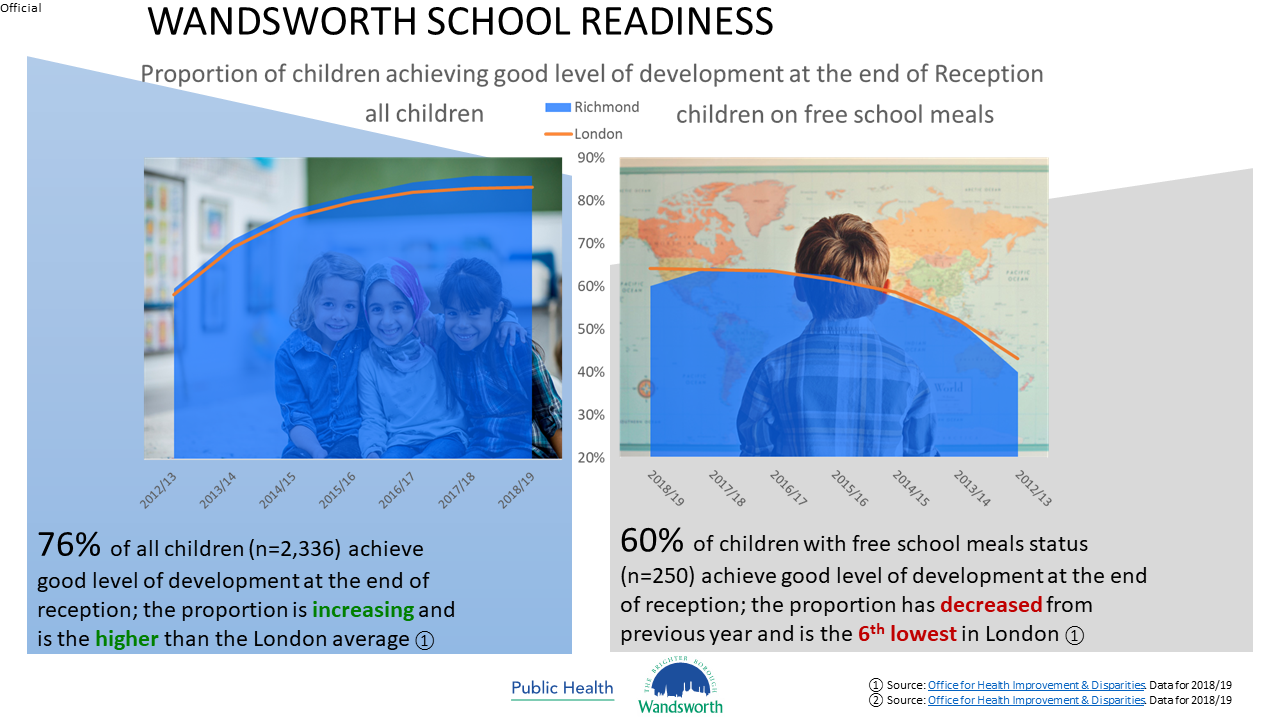 Official
WANDSWORTH SCHOOL READINESS
Proportion of children achieving good level of development at the end of Reception
all children
Richmond
London
children on free school meals
90%
80%
70%
60%
50%
40%
30%
20%
2012/13 2013/14 2014/15 2015/16 2016/17 2017/18 2018/19
2018/19 2017/18 2016/17 2015/16 2014/15 2013/14 2012/13
76% of all children (n=2,336) achieve
good level of development at the end of
reception; the proportion is increasing and
is the higher than the London average ①
60% of children with free school meals status
(n=250) achieve good level of development at the end
of reception; the proportion has decreased from
previous year and is the 6th lowest in London ①
Public Health
THE BRIGHTER BOROUGH
Wandsworth
① Source: Office for Health Improvement & Disparities. Data for 2018/19
② Source: Office for Health Improvement & Disparities. Data for 2018/19